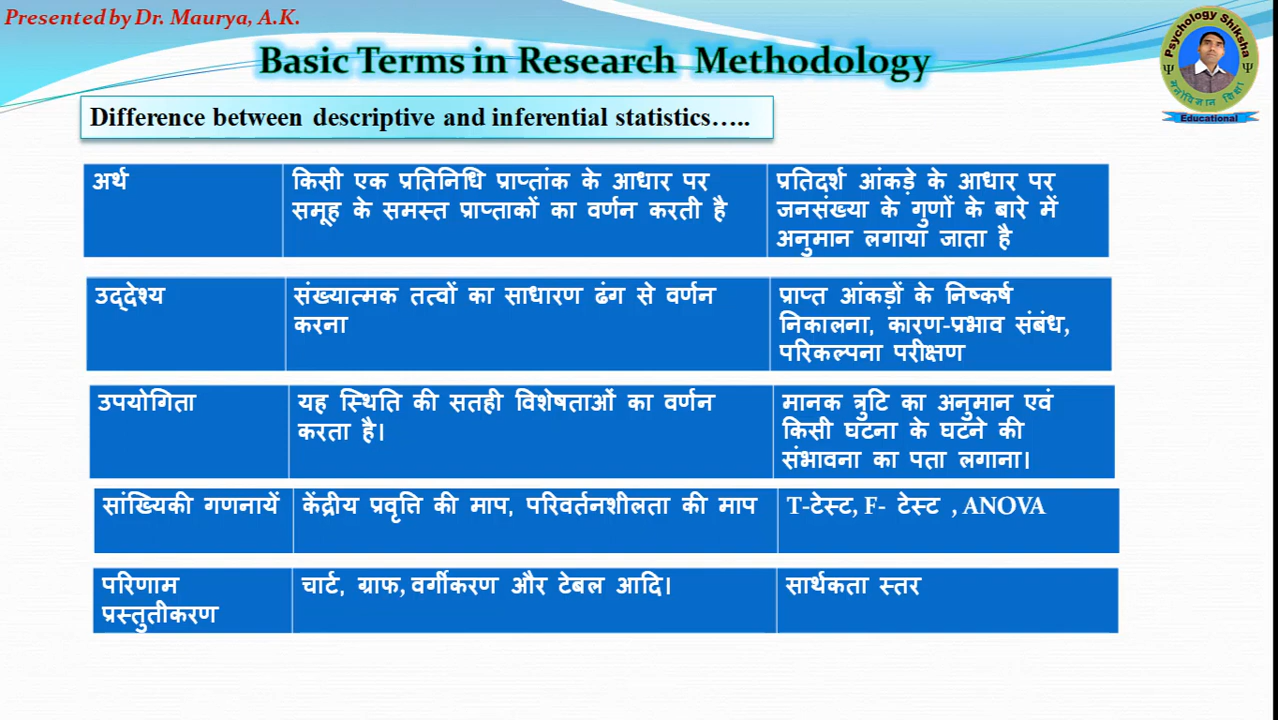 Presented by Dr. Maurya, A.K.
Basic Terms in Research Methodology
Psychology Shiksha
Ψ Ψ
मनोविज्ञान शिक्षा
Educational
Difference between descriptive and inferential statistics…..
अर्थ
किसी एक प्रतिनिधि प्राप्तांक के आधार पर
समूह के समस्त प्राप्ताकों का वर्णन करती है
प्रतिदर्श आंकड़े के आधार पर
जनसंख्या के गुणों के बारे में
अनुमान लगाया जाता है
उद्देश्य
संख्यात्मक तत्वों का साधारण ढंग से वर्णन
करना
प्राप्त आंकड़ों के निष्कर्ष
निकालना, कारण-प्रभाव संबंध,
परिकल्पना परीक्षण
उपयोगिता
यह स्थिति की सतही विशेषताओं का वर्णन
करता है।
मानक त्रुटि का अनुमान एवं
किसी घटना के घटने की
संभावना का पता लगाना।
सांख्यिकी गणनायें
केंद्रीय प्रवृत्ति की माप, परिवर्तनशीलता की माप
T-टेस्ट, F- टेस्ट , ANOVA
परिणाम
प्रस्तुतीकरण
चार्ट, ग्राफ, वर्गीकरण और टेबल आदि।
सार्थकता स्तर